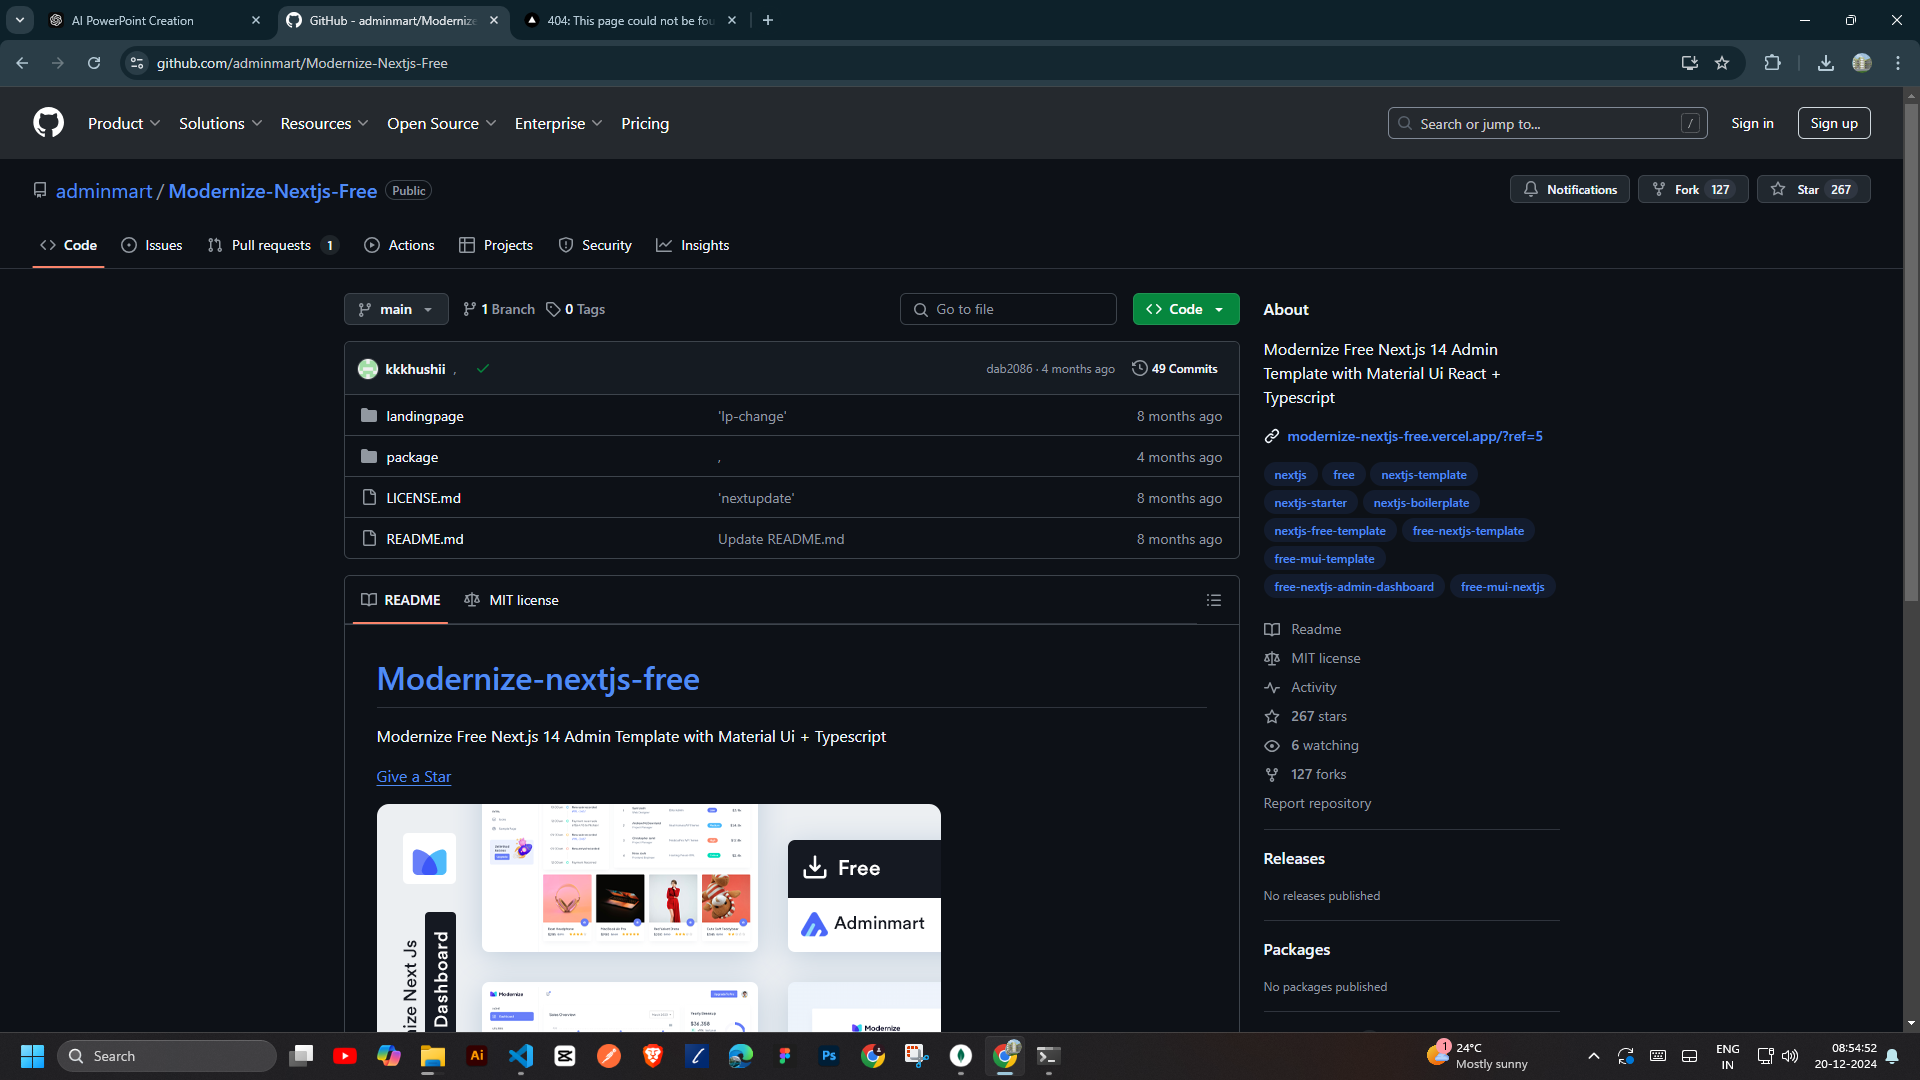 AI PowerPoint Creation
GitHub - adminmart/Modernize
404: This page could not be fou
github.com/adminmart/Modernize-Nextjs-Free
Product
Solutions
Resources
Open Source
Enterprise
Pricing
Search or jump to...
/
Sign in
Sign up
adminmart / Modernize-Nextjs-Free
Public
Notifications
Fork 127
Star 267
Code
Issues
Pull requests 1
Actions
Projects
Security
Insights
main
1 Branch
0 Tags
Go to file
Code
kkkhushii ,
dab2086 · 4 months ago
49 Commits
landingpage 'lp-change' 8 months ago
package , 4 months ago
LICENSE.md 'nextupdate' 8 months ago
README.md Update README.md 8 months ago
README
MIT license
Modernize-nextjs-free
Modernize Free Next.js 14 Admin Template with Material Ui + Typescript
Give a Star
Free
Adminmart
ize Next Js
Dashboard
Modernize
$36,358
Modernize
About
Modernize Free Next.js 14 Admin
Template with Material Ui React +
Typescript
modernize-nextjs-free.vercel.app/?ref=5
nextjs free nextjs-template
nextjs-starter nextjs-boilerplate
nextjs-free-template free-nextjs-template
free-mui-template
free-nextjs-admin-dashboard free-mui-nextjs
Readme
MIT license
Activity
267 stars
6 watching
127 forks
Report repository
Releases
No releases published
Packages
No packages published
Search
Ai
Ps
1
24°C
Mostly sunny
ENG
IN
08:54:52
20-12-2024